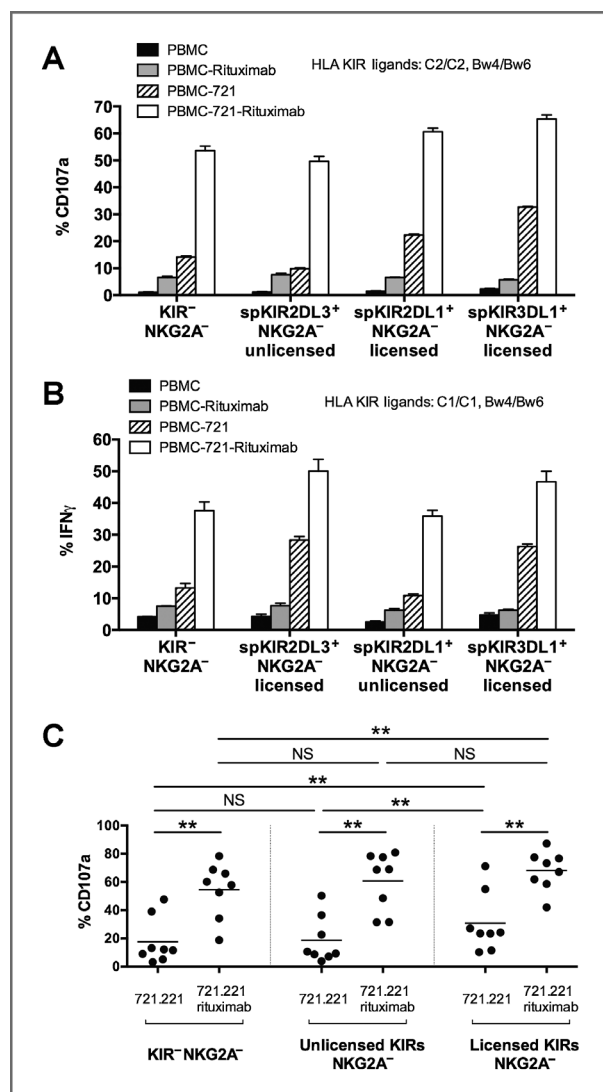 A
PBMC
PBMC-Rituximab
PBMC-721
PBMC-721-Rituximab
HLA KIR ligands: C2/C2, Bw4/Bw6
% CD107a
70
60
50
40
30
20
10
0
KIR⁻
NKG2A⁻
spKIR2DL3⁺
NKG2A⁻
unlicensed
spKIR2DL1⁺
NKG2A⁻
licensed
spKIR3DL1⁺
NKG2A⁻
licensed
B
PBMC
PBMC-Rituximab
PBMC-721
PBMC-721-Rituximab
HLA KIR ligands: C1/C1, Bw4/Bw6
% IFNγ
60
50
40
30
20
10
0
KIR⁻
NKG2A⁻
spKIR2DL3⁺
NKG2A⁻
licensed
spKIR2DL1⁺
NKG2A⁻
unlicensed
spKIR3DL1⁺
NKG2A⁻
licensed
C
**
NS NS
**
NS **
** ** **
% CD107a
100
80
60
40
20
0
721.221
721.221
rituximab
721.221
721.221
rituximab
721.221
721.221
rituximab
KIR⁻NKG2A⁻
Unlicensed KIRs
NKG2A⁻
Licensed KIRs
NKG2A⁻